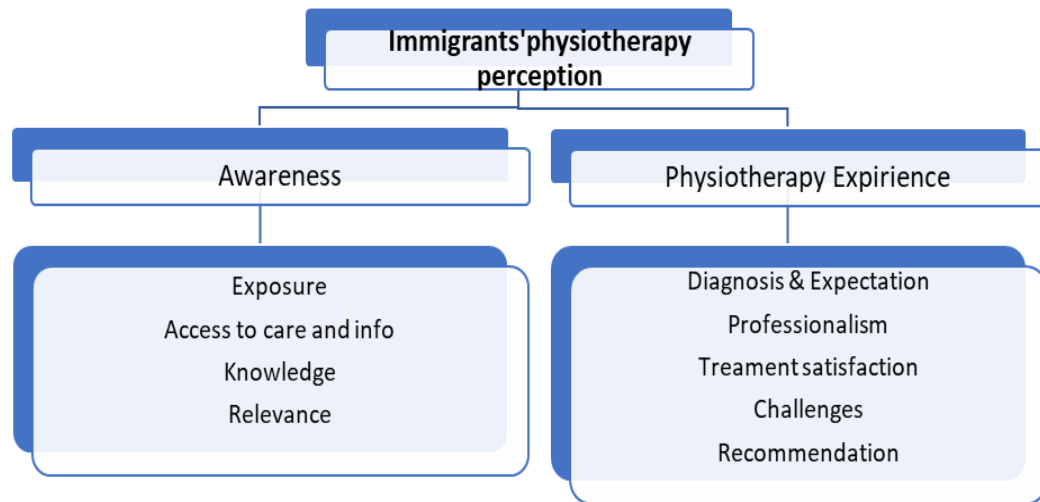 Immigrants'physiotherapy
perception
Awareness
Physiotherapy Expirience
Exposure
Access to care and info
Knowledge
Relevance
Diagnosis & Expectation
Professionalism
Treament satisfaction
Challenges
Recommendation